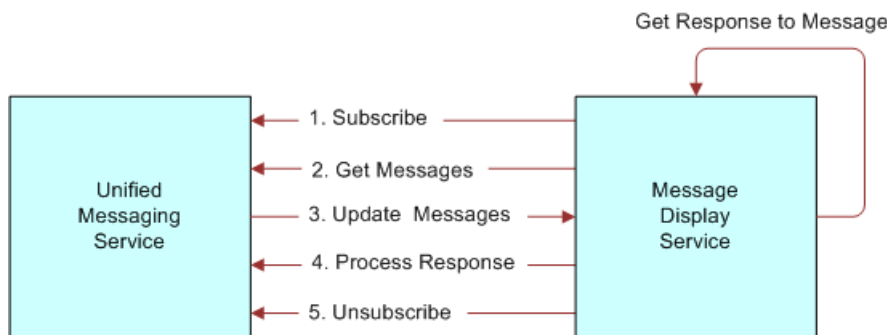 Get Response to Message
1. Subscribe
2. Get Messages
Unified
Messaging
Service
3. Update Messages
Message
Display
Service
4. Process Response
5. Unsubscribe